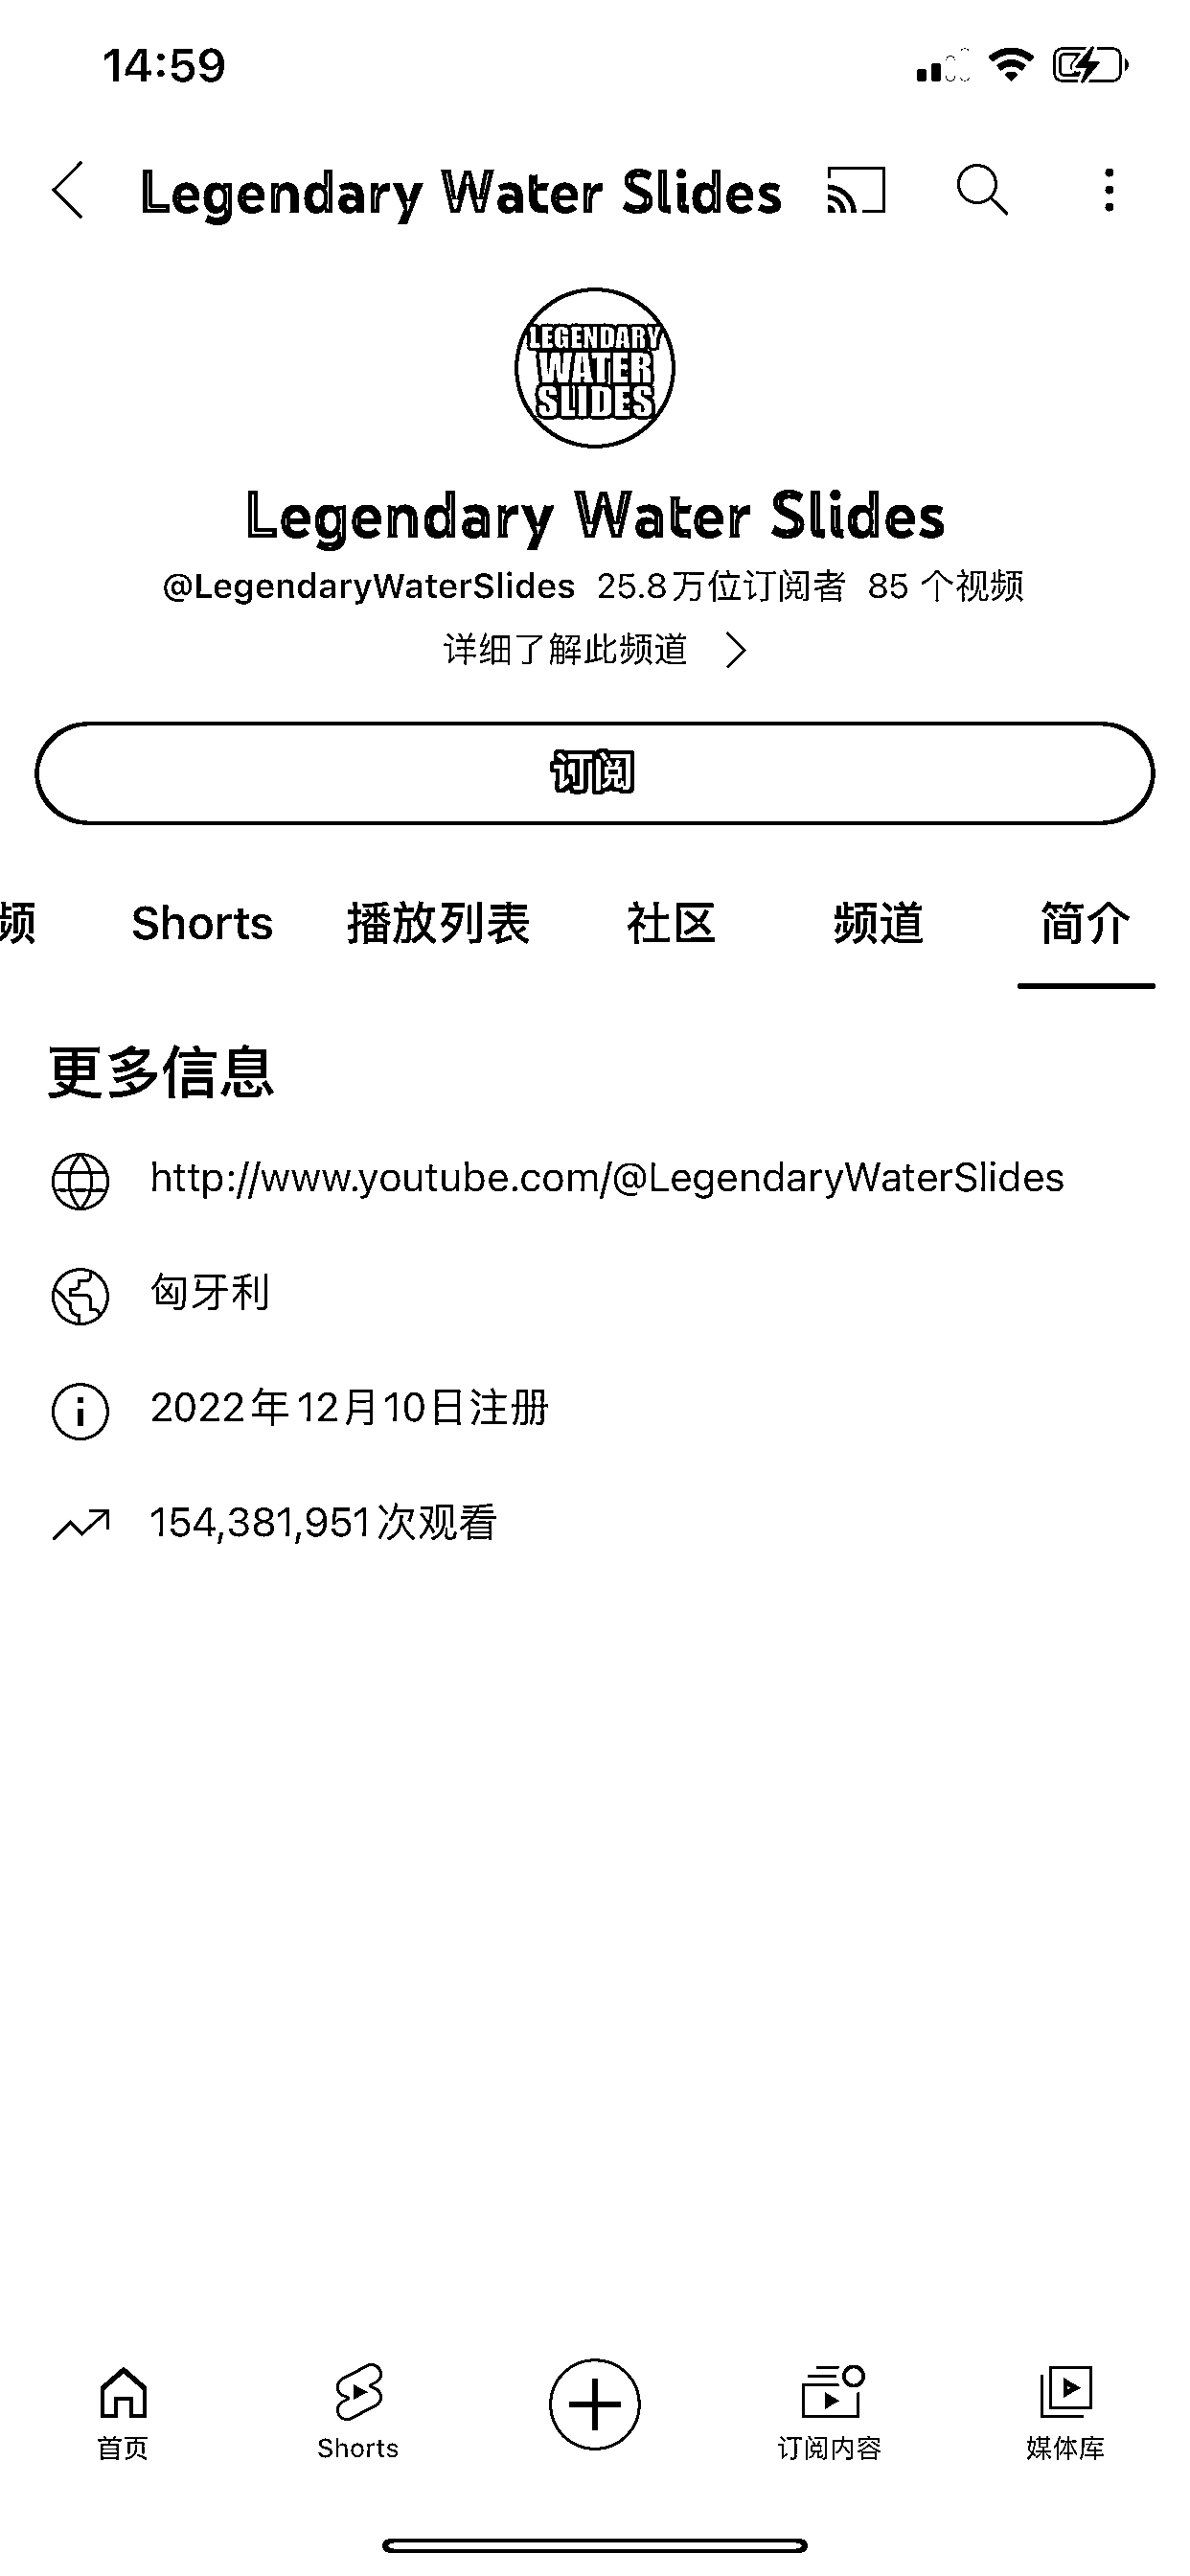 14:59
Legendary Water Slides
LEGENDARY
WATER
SLIDES
Legendary Water Slides
@LegendaryWaterSlides 25.8万位订阅者 85 个视频
详细了解此频道
订阅
频 Shorts 播放列表 社区 频道 简介
更多信息
http://www.youtube.com/@LegendaryWaterSlides
匈牙利
2022年12月10日注册
154,381,951次观看
首页 Shorts 订阅内容 媒体库